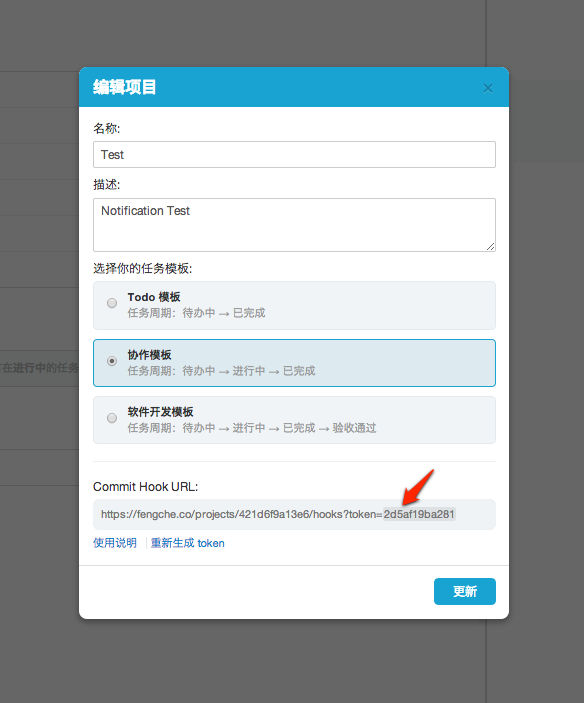 编辑项目
×
名称:
Test
描述:
Notification Test
选择你的任务模板:
Todo 模板
任务周期: 待办中 → 已完成
在进行中的任务
协作模板
任务周期: 待办中 → 进行中 → 已完成
软件开发模板
任务周期: 待办中 → 进行中 → 已完成 → 验收通过
Commit Hook URL:
https://fengche.co/projects/421d6f9a13e6/hooks?token=2d5af19ba281
使用说明 重新生成 token
更新